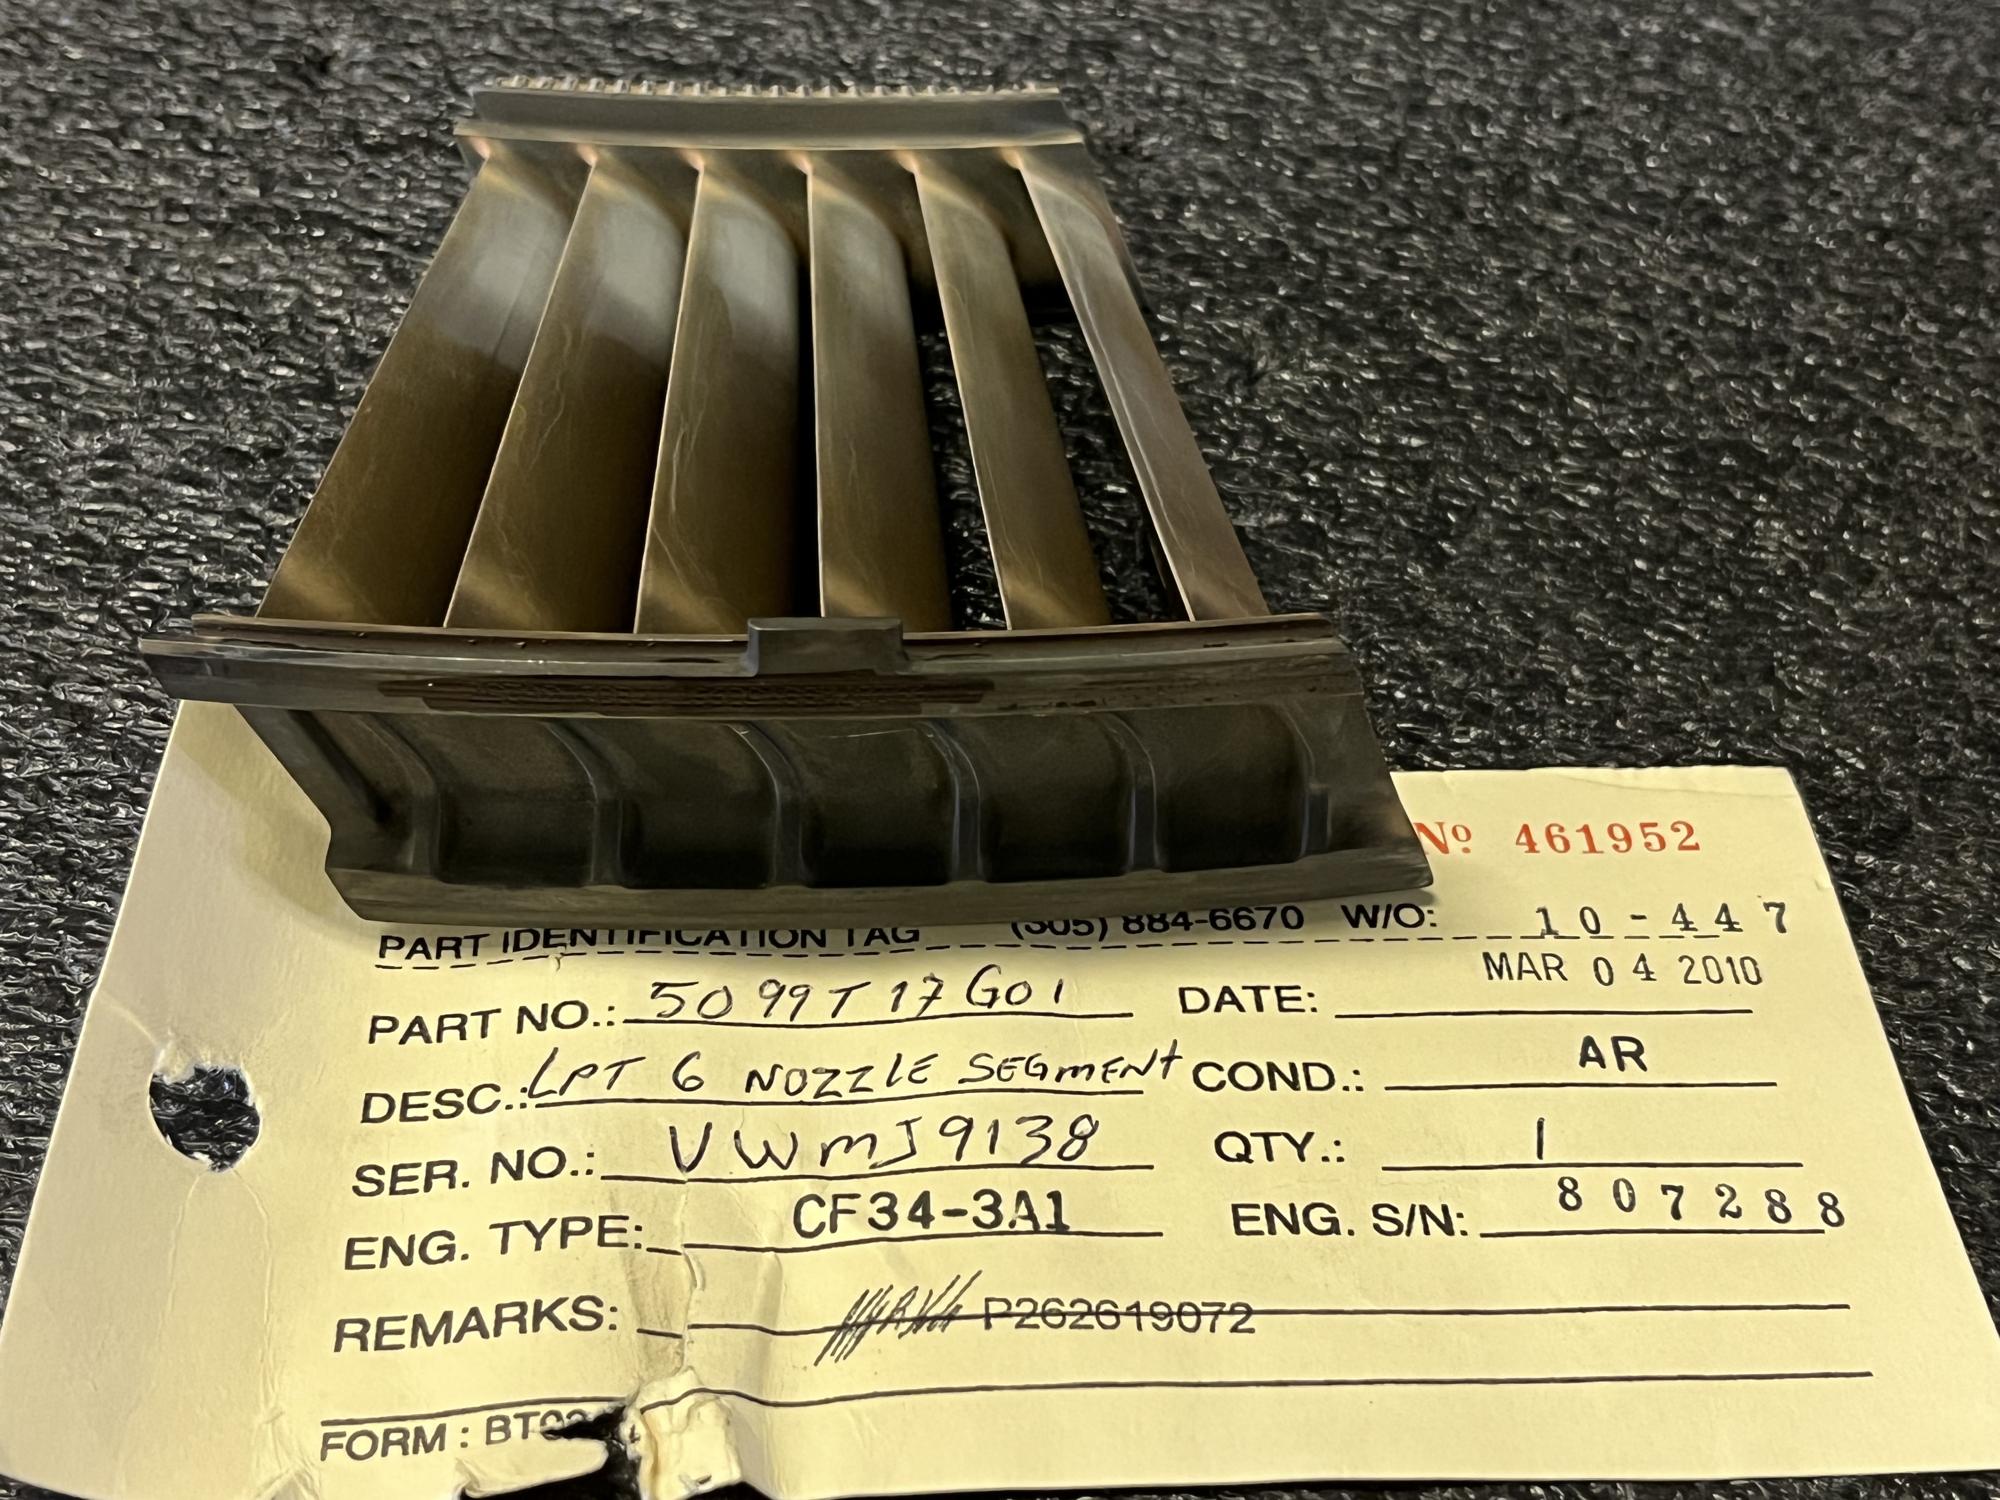 Nº 461952
PART IDENTIFICATION TAG (305) 884-6670 W/O: 10-447
MAR 04 2010
PART NO.: 5099T17G01 DATE:
DESC.: LPT 6 NOZZLE SEGMENT COND.: AR
SER. NO.: VWMJ9138 QTY.: 1
ENG. TYPE: CF34-3A1 ENG. S/N: 807288
REMARKS: P262619072
FORM : BT02